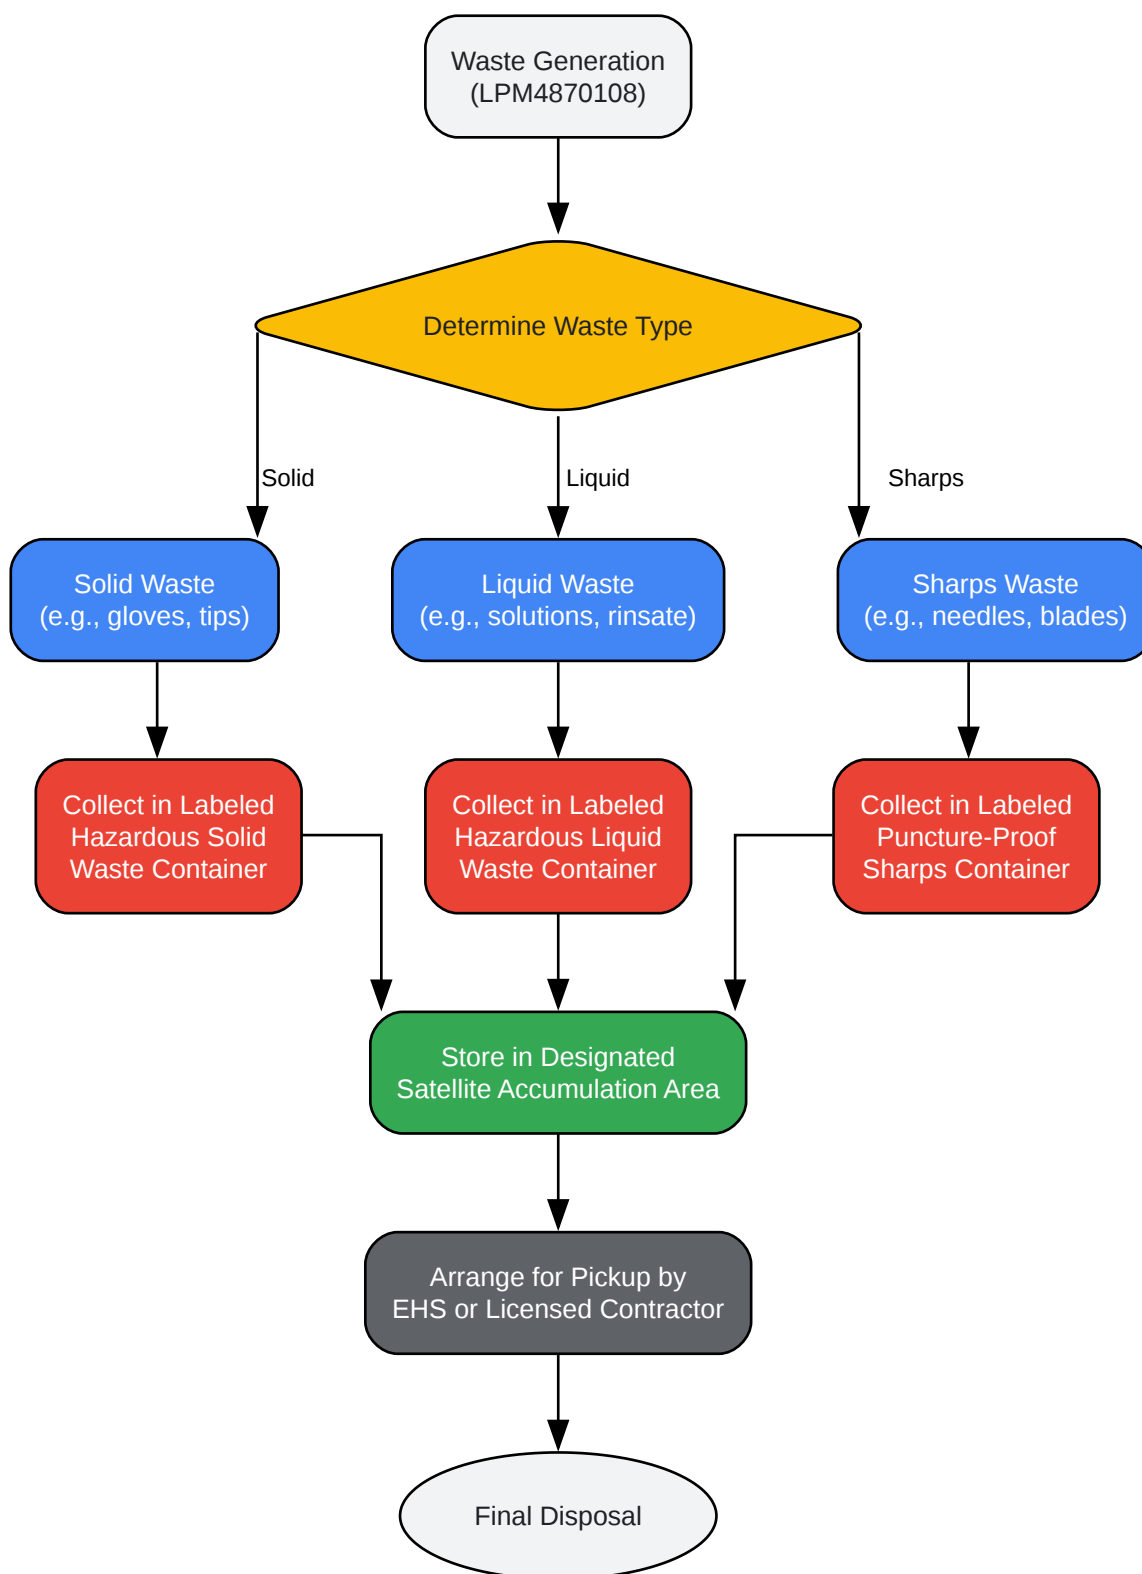 Waste Generation
(LPM4870108)
Determine Waste Type
Solid
Liquid
Sharps
Solid Waste
(e.g., gloves, tips)
Liquid Waste
(e.g., solutions, rinsate)
Sharps Waste
(e.g., needles, blades)
Collect in Labeled
Hazardous Solid
Waste Container
Collect in Labeled
Hazardous Liquid
Waste Container
Collect in Labeled
Puncture-Proof
Sharps Container
Store in Designated
Satellite Accumulation Area
Arrange for Pickup by
EHS or Licensed Contractor
Final Disposal